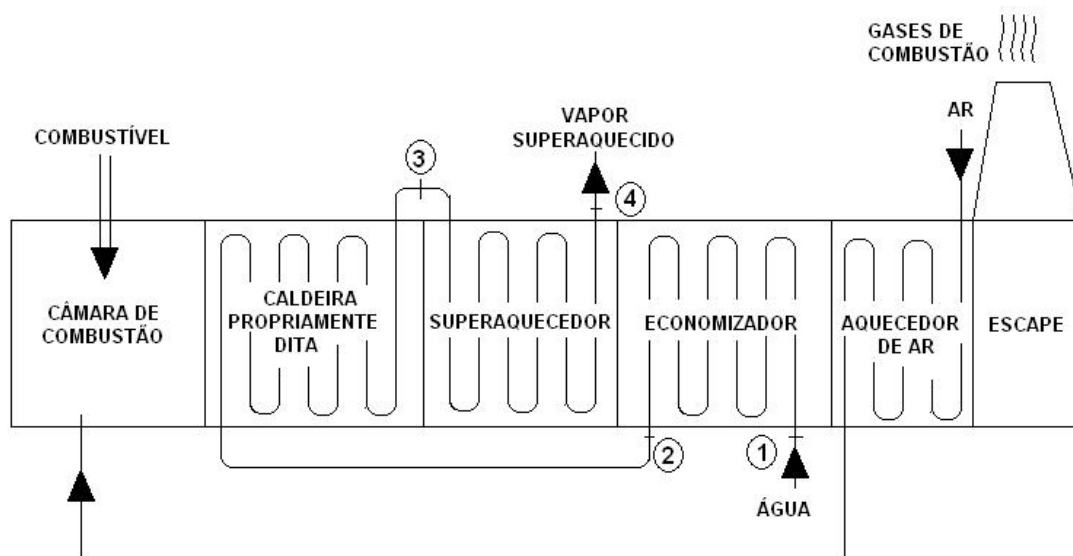 GASES DE
COMBUSTÃO
COMBUSTÍVEL
VAPOR
SUPERAQUECIDO
AR
3
4
CÂMARA DE
COMBUSTÃO
CALDEIRA
PROPRIAMENTE
DITA
SUPERAQUECEDOR
ECONOMIZADOR
AQUECEDOR
DE AR
ESCAPE
2
1
ÁGUA